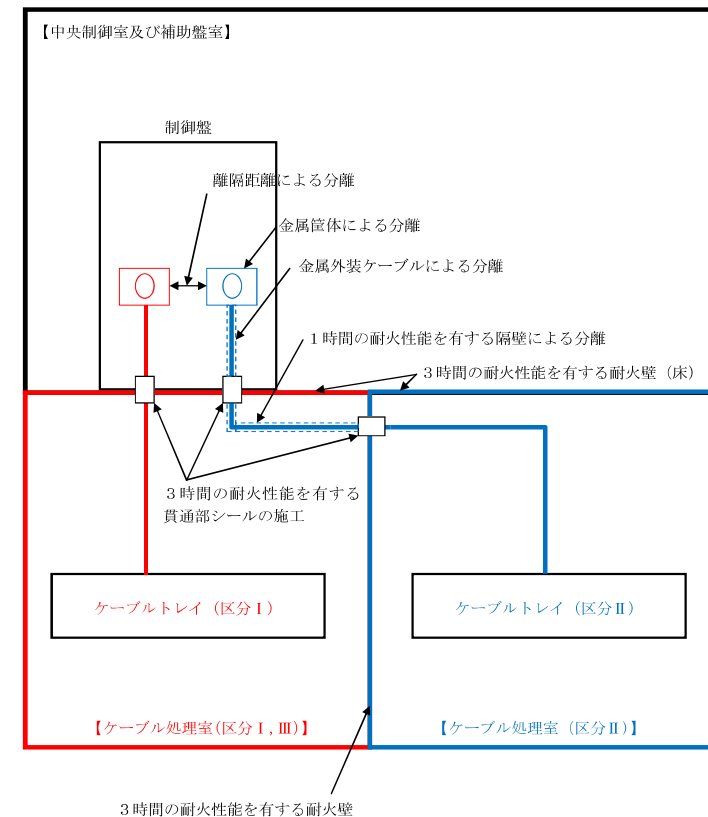 【中央制御室及び補助盤室】
制御盤
離隔距離による分離
金属筐体による分離
金属外装ケーブルによる分離
1時間の耐火性能を有する隔壁による分離
3時間の耐火性能を有する耐火壁（床）
3時間の耐火性能を有する
貫通部シールの施工
ケーブルトレイ（区分Ⅰ）
ケーブルトレイ（区分Ⅱ）
【ケーブル処理室(区分Ⅰ,Ⅲ)】
【ケーブル処理室（区分Ⅱ)】
3時間の耐火性能を有する耐火壁